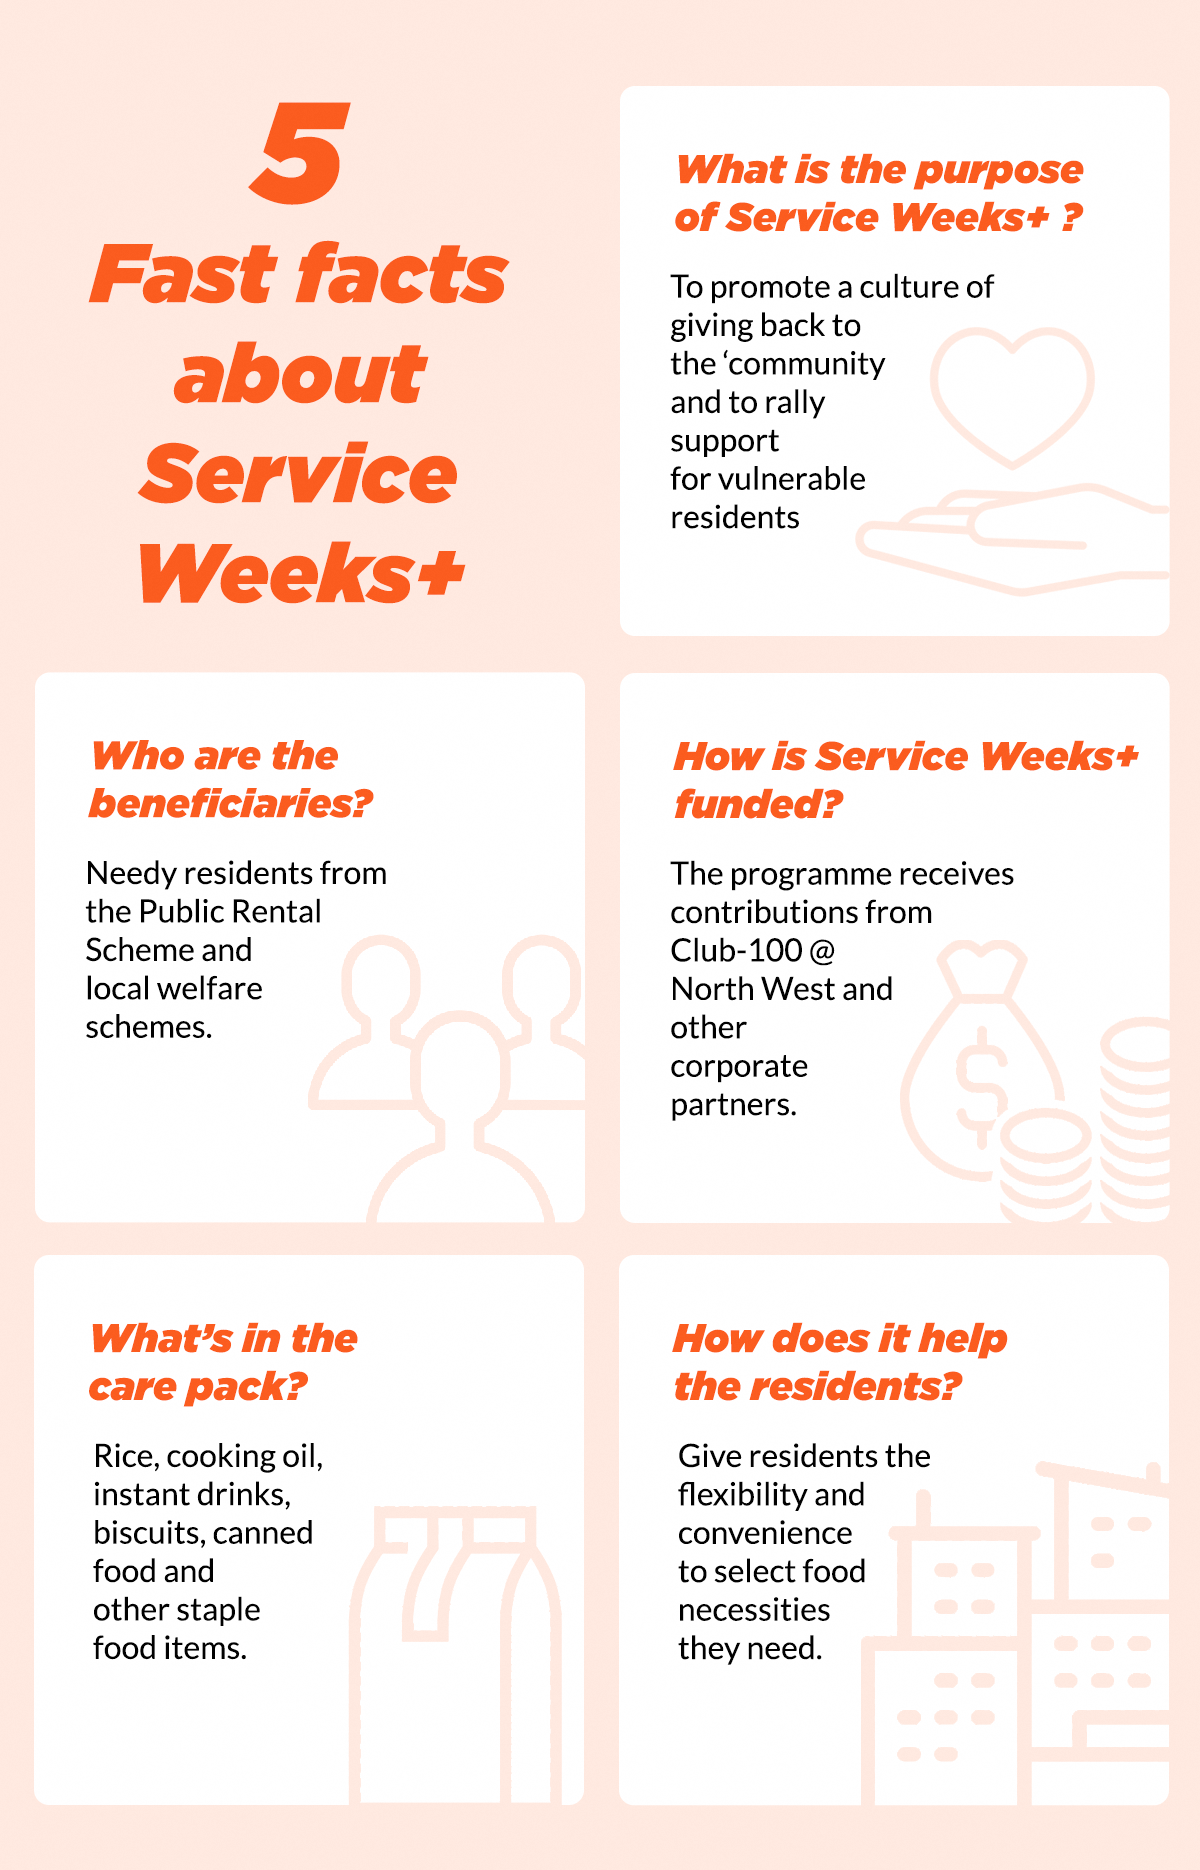 5
Fast facts
about
Service
Weeks+
What is the purpose
of Service Weeks+ ?
To promote a culture of
giving back to
the ‘community
and to rally
support
for vulnerable
residents
Who are the
beneficiaries?
Needy residents from
the Public Rental
Scheme and
local welfare
schemes.
How is Service Weeks+
funded?
The programme receives
contributions from
Club-100 @
North West and
other
corporate
partners.
$
What’s in the
care pack?
Rice, cooking oil,
instant drinks,
biscuits, canned
food and
other staple
food items.
How does it help
the residents?
Give residents the
flexibility and
convenience
to select food
necessities
they need.